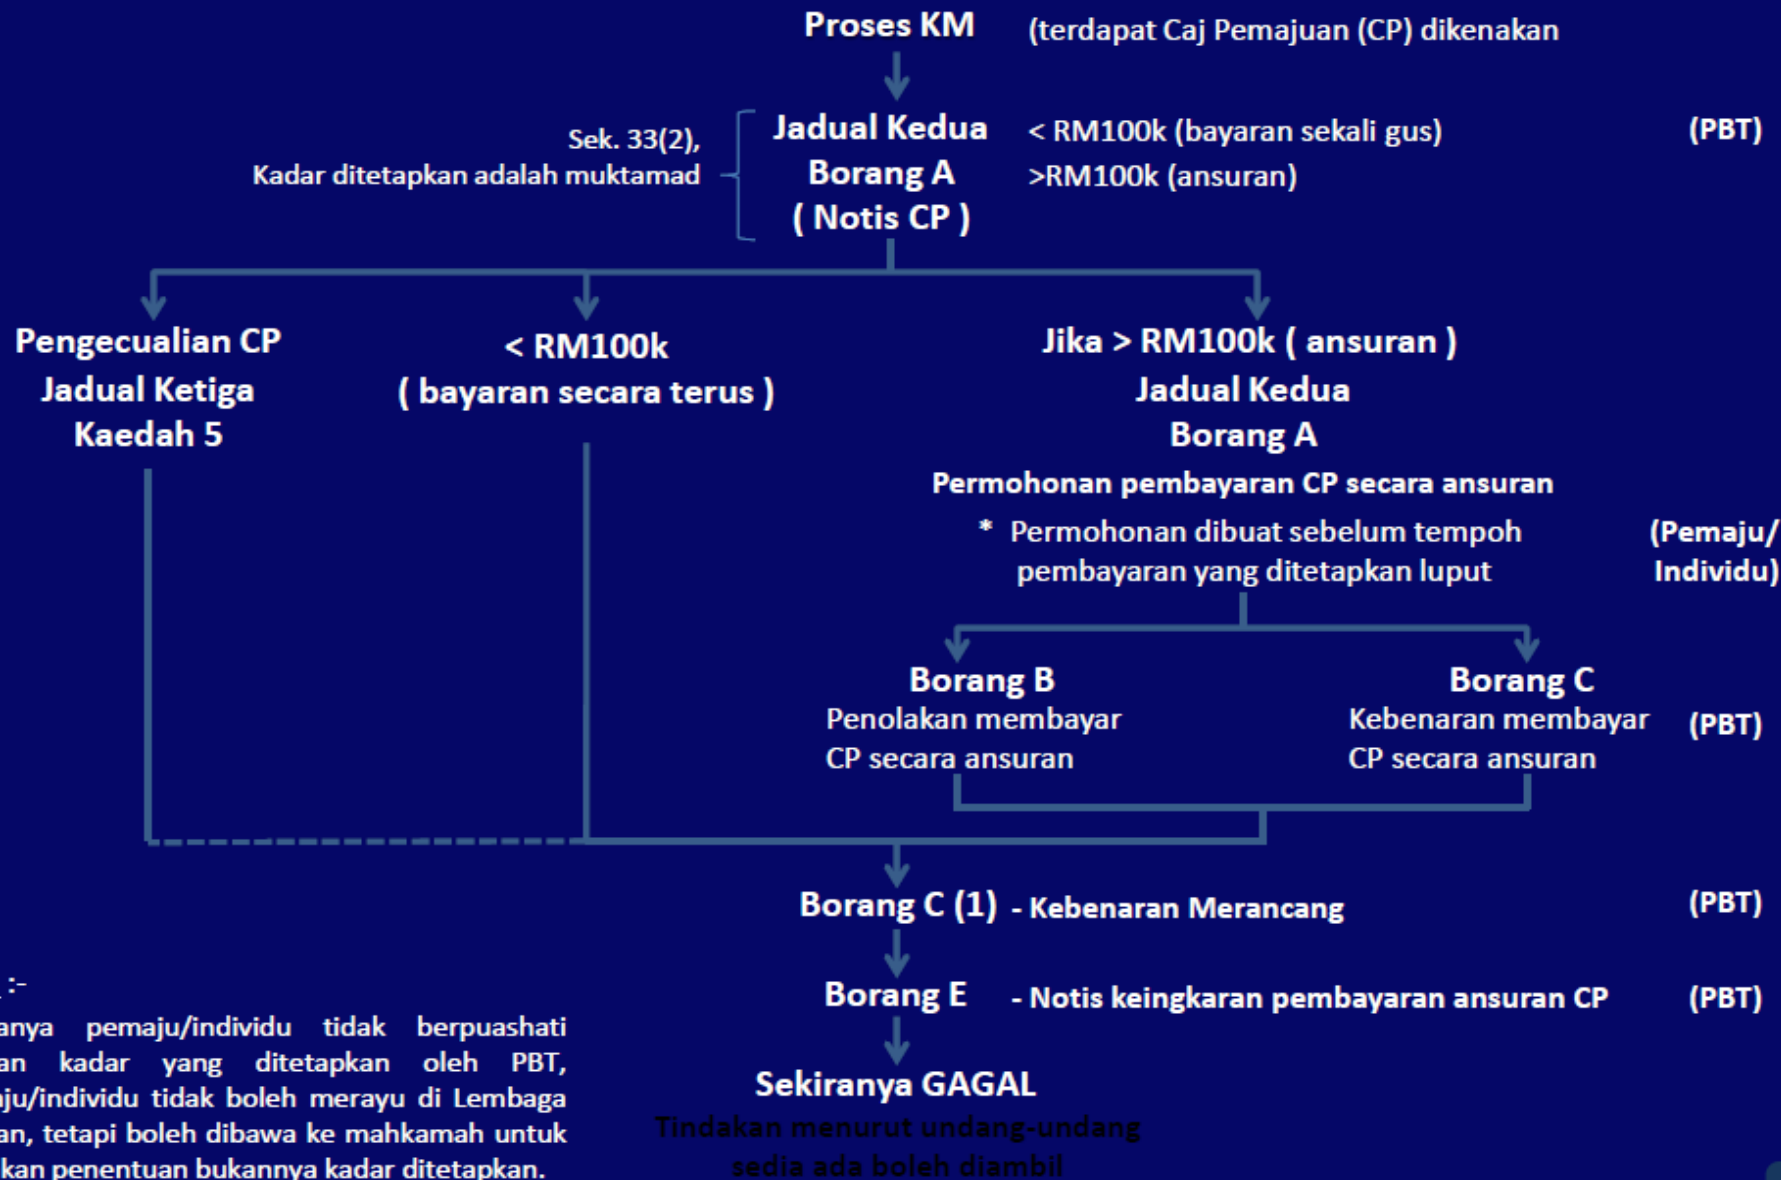 Proses KM (terdapat Caj Pemajuan (CP) dikenakan
Sek. 33(2),
Kadar ditetapkan adalah muktamad
Jadual Kedua
Borang A
( Notis CP )
< RM100k (bayaran sekali gus)
>RM100k (ansuran)
(PBT)
Pengecualian CP
Jadual Ketiga
Kaedah 5
< RM100k
( bayaran secara terus )
Jika > RM100k ( ansuran )
Jadual Kedua
Borang A
Permohonan pembayaran CP secara ansuran
* Permohonan dibuat sebelum tempoh
pembayaran yang ditetapkan luput
(Pemaju/
Individu)
Borang B
Penolakan membayar
CP secara ansuran
Borang C
Kebenaran membayar
CP secara ansuran
(PBT)
Borang C (1) - Kebenaran Merancang (PBT)
Borang E - Notis keingkaran pembayaran ansuran CP (PBT)
Sekiranya GAGAL
Tindakan menurut undang-undang
sedia ada boleh diambil
:-
pemaju/individu tidak berpuashati
kadar yang ditetapkan oleh PBT,
tidak boleh merayu di Lembaga
tetapi boleh dibawa ke mahkamah untuk
penentuan bukannya kadar ditetapkan.